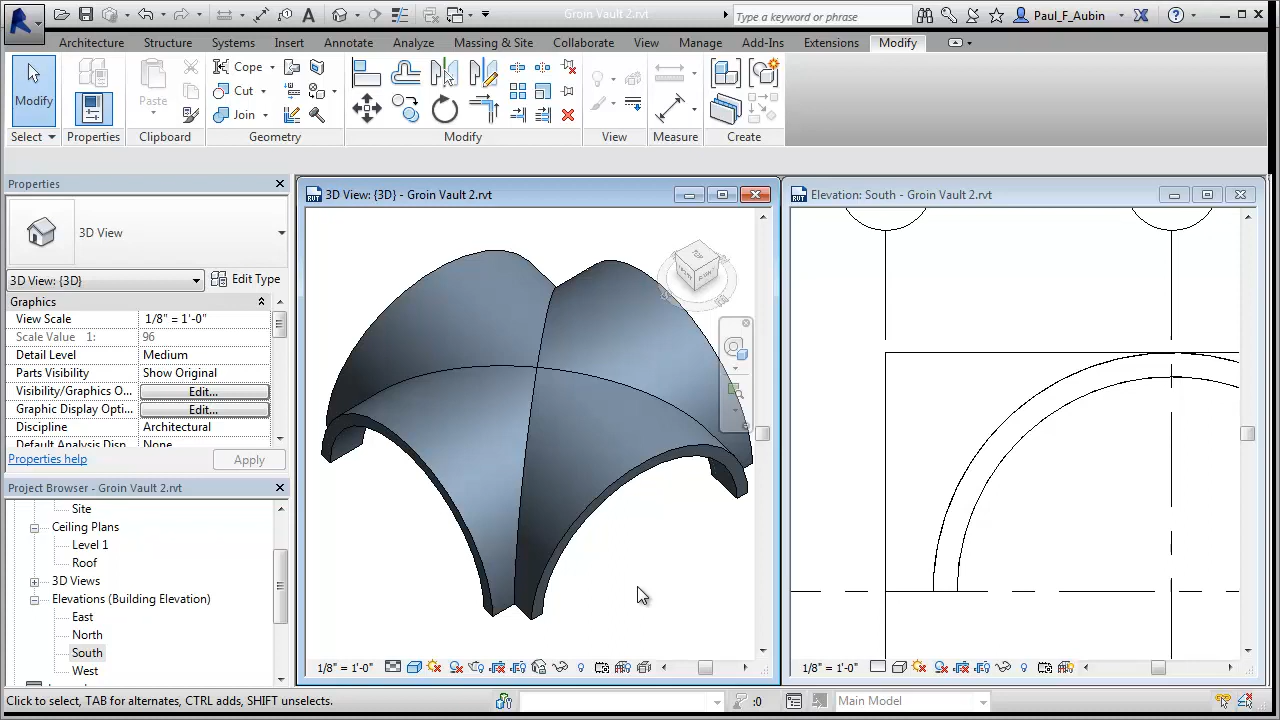 Groin Vault 2.rvt
Type a keyword or phrase
Paul_F_Aubin
Architecture Structure Systems Insert Annotate Analyze Massing & Site Collaborate View Manage Add-Ins Extensions Modify
Modify
Paste
Cope
Cut
Join
Select Properties Clipboard Geometry Modify View Measure Create
Properties
3D View
3D View: {3D}
Edit Type
Graphics
View Scale 1/8" = 1'-0"
Scale Value 1: 96
Detail Level Medium
Parts Visibility Show Original
Visibility/Graphics O... Edit...
Graphic Display Opti... Edit...
Discipline Architectural
Default Analysis Disp None
Properties help
Apply
Project Browser - Groin Vault 2.rvt
Site
Ceiling Plans
Level 1
Roof
3D Views
Elevations (Building Elevation)
East
North
South
West
3D View: {3D} - Groin Vault 2.rvt
1/8" = 1'-0"
Elevation: South - Groin Vault 2.rvt
1/8" = 1'-0"
Click to select, TAB for alternates, CTRL adds, SHIFT unselects.
:0
Main Model